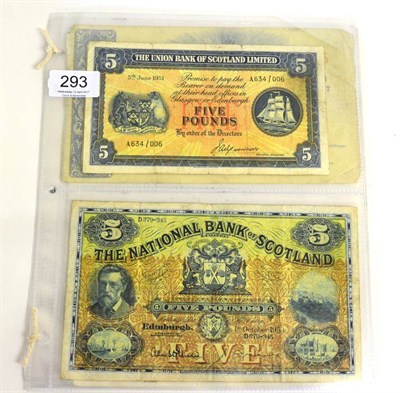 293
THE UNION BANK OF SCOTLAND LIMITED
5
5
5th June 1951
A634/006
Promise to pay the
Bearer on demand
at their head offices in
Glasgow or Edinburgh
FIVE
POUNDS
By order of the Directors
A634/006
5
5
5
5
THE NATIONAL BANK OF SCOTLAND
FIVE POUNDS
Edinburgh,
FIVE